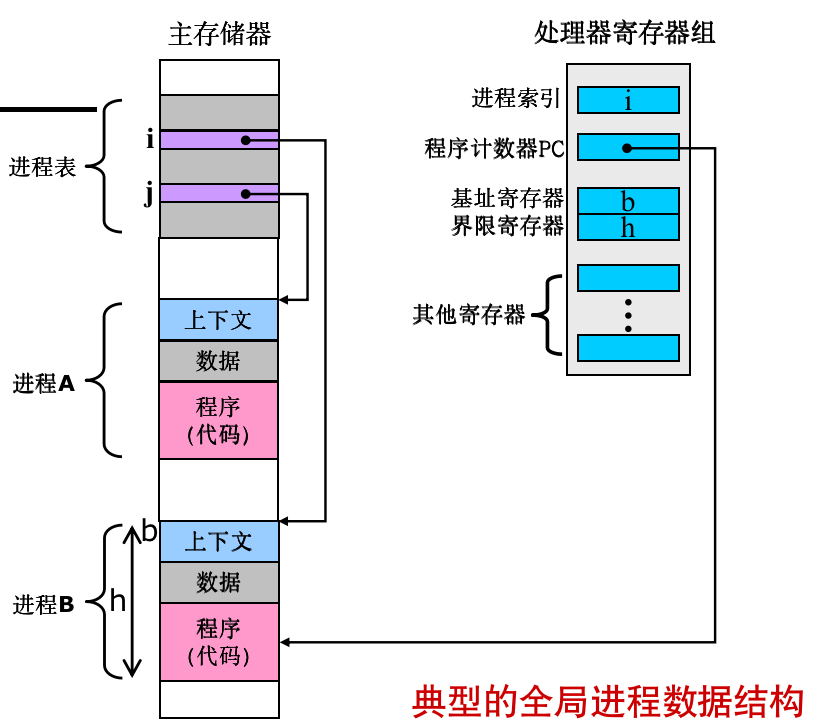 主存储器
处理器寄存器组
进程表
i
j
上下文
数据
程序
(代码)
进程A
b
h
上下文
数据
程序
(代码)
进程B
进程索引
i
程序计数器PC
基址寄存器
b
界限寄存器
h
其他寄存器
典型的全局进程数据结构